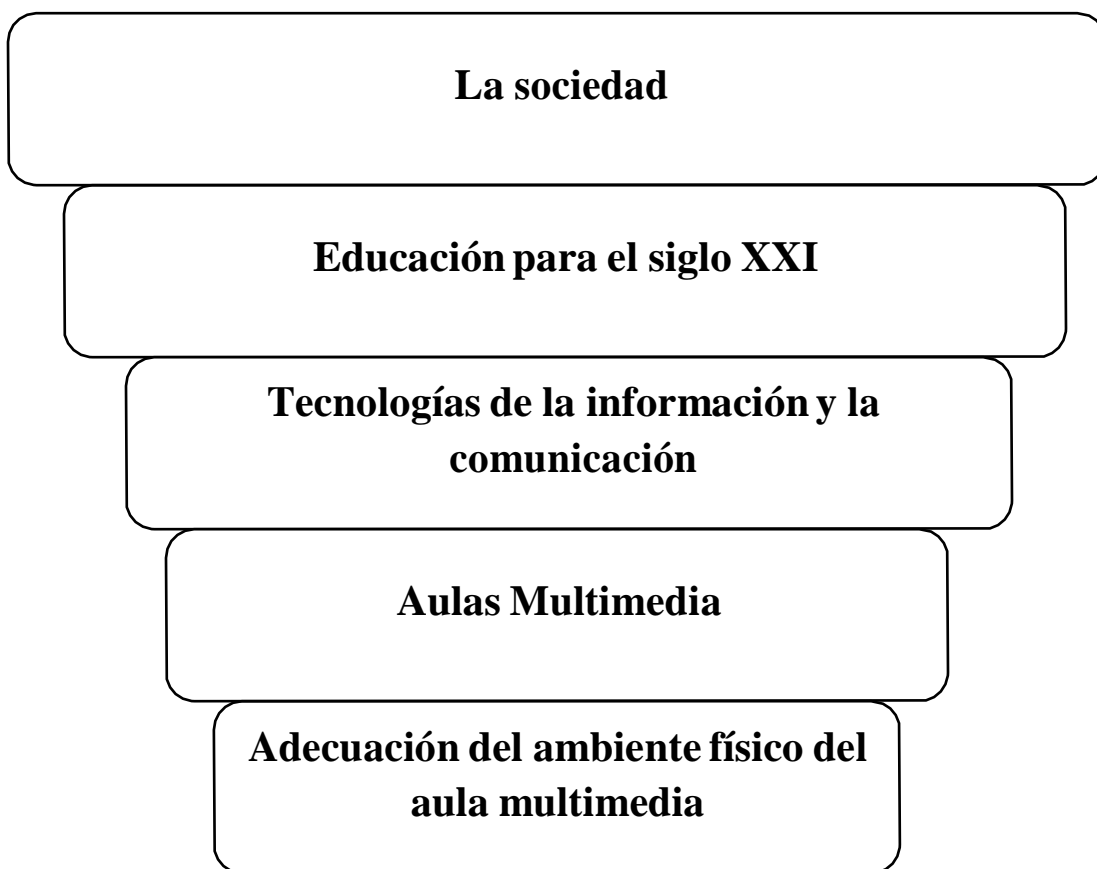 La sociedad
Educación para el siglo XXI
Tecnologías de la información y la
comunicación
Aulas Multimedia
Adecuación del ambiente físico del
aula multimedia